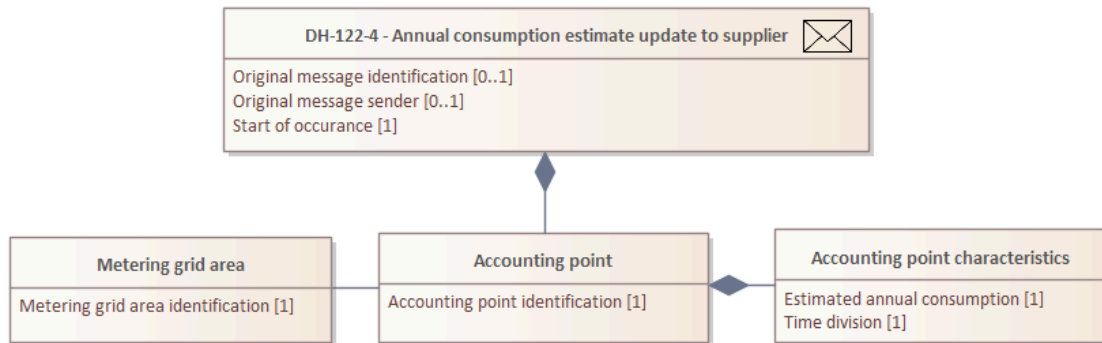 DH-122-4 - Annual consumption estimate update to supplier
Original message identification [0..1]
Original message sender [0..1]
Start of occurance [1]
Metering grid area
Metering grid area identification [1]
Accounting point
Accounting point identification [1]
Accounting point characteristics
Estimated annual consumption [1]
Time division [1]